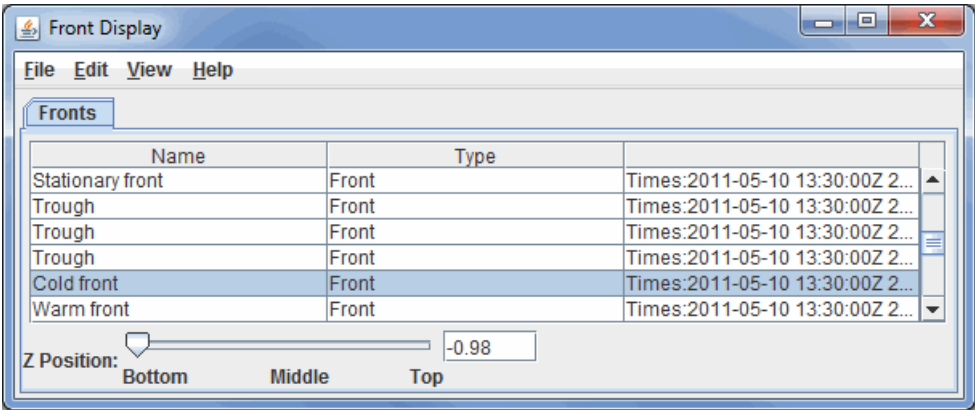 Front Display
File Edit View Help
Fronts
Name Type
Stationary front Front Times:2011-05-10 13:30:00Z 2...
Trough Front Times:2011-05-10 13:30:00Z 2...
Trough Front Times:2011-05-10 13:30:00Z 2...
Trough Front Times:2011-05-10 13:30:00Z 2...
Cold front Front Times:2011-05-10 13:30:00Z 2...
Warm front Front Times:2011-05-10 13:30:00Z 2...
Z Position: -0.98
Bottom Middle Top